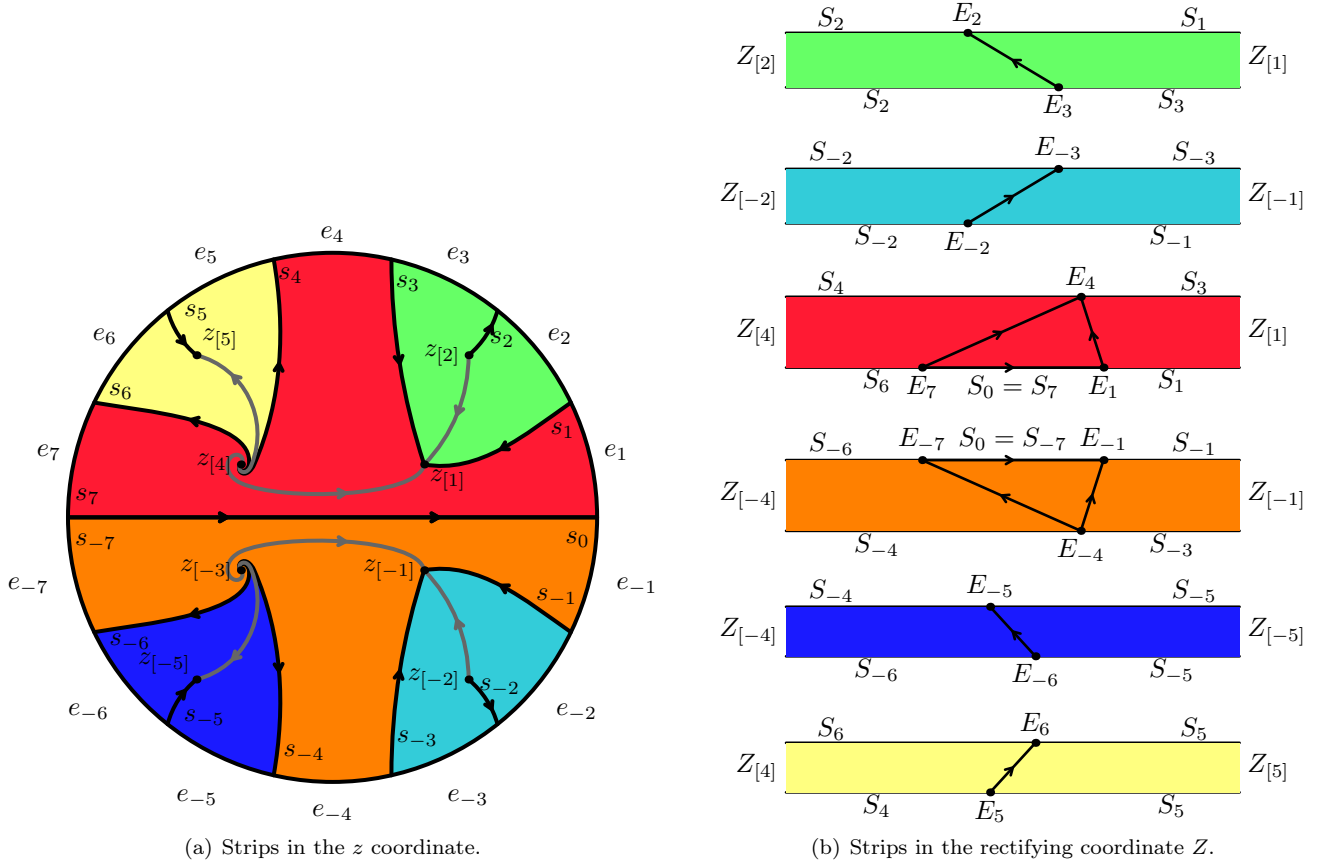 e₄
e₅ e₃
s₄ s₃
s₅ z[5] z[2] s₂
e₆ e₂
s₆ s₁
e₇ z[4] z[1] e₁
s₇
s₋₇ s₀
z[−3] z[−1]
e₋₇ e₋₁
s₋₁
s₋₆
z[−5] z[−2] s₋₂
e₋₆ s₋₅ e₋₂
s₋₄ s₋₃
e₋₅ e₋₃
e₋₄
(a) Strips in the z coordinate.
S₂ E₂ S₁
Z[2] Z[1]
S₂ E₃ S₃
S₋₂ E₋₃ S₋₃
Z[−2] Z[−1]
S₋₂ E₋₂ S₋₁
S₄ E₄ S₃
Z[4] Z[1]
S₆ E₇ S₀ = S₇ E₁ S₁
S₋₆ E₋₇ S₀ = S₋₇ E₋₁ S₋₁
Z[−4] Z[−1]
S₋₄ E₋₄ S₋₃
S₋₄ E₋₅ S₋₅
Z[−4] Z[−5]
S₋₆ E₋₆ S₋₅
S₆ E₆ S₅
Z[4] Z[5]
S₄ E₅ S₅
(b) Strips in the rectifying coordinate Z.